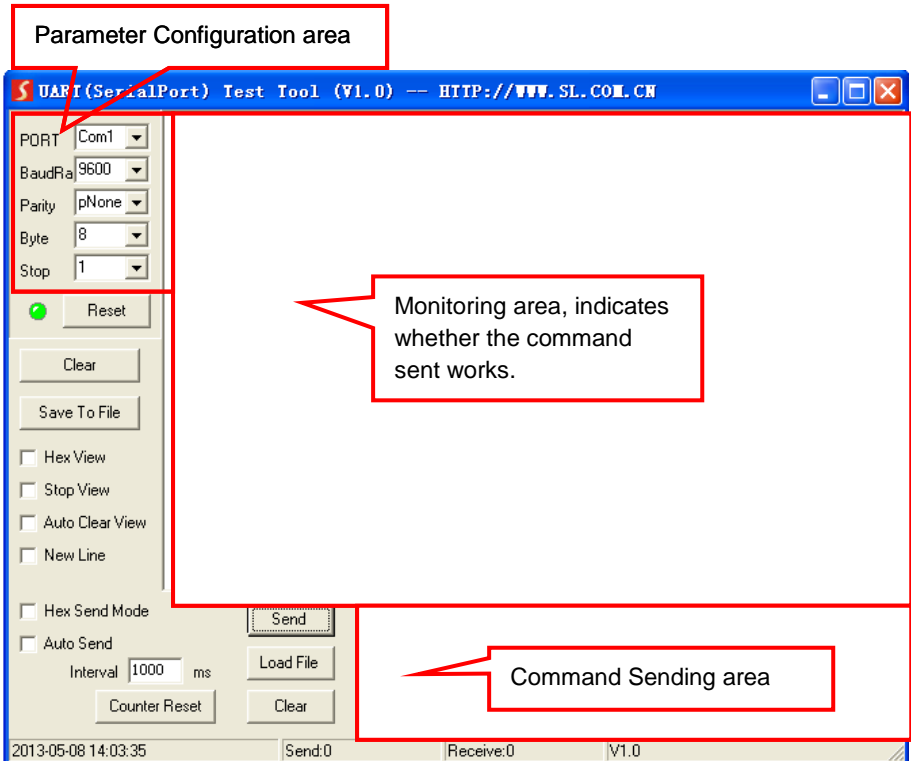 Parameter Configuration area
UART(SerialPort) Test Tool (V1.0) -- HTTP://WWW.SL.COM.CN
PORT Com1
BaudRa 9600
Parity pNone
Byte 8
Stop 1
Reset
Clear
Save To File
Hex View
Stop View
Auto Clear View
New Line
Monitoring area, indicates
whether the command
sent works.
Hex Send Mode
Send
Auto Send
Interval 1000 ms
Load File
Counter Reset
Clear
Command Sending area
2013-05-08 14:03:35 Send:0 Receive:0 V1.0